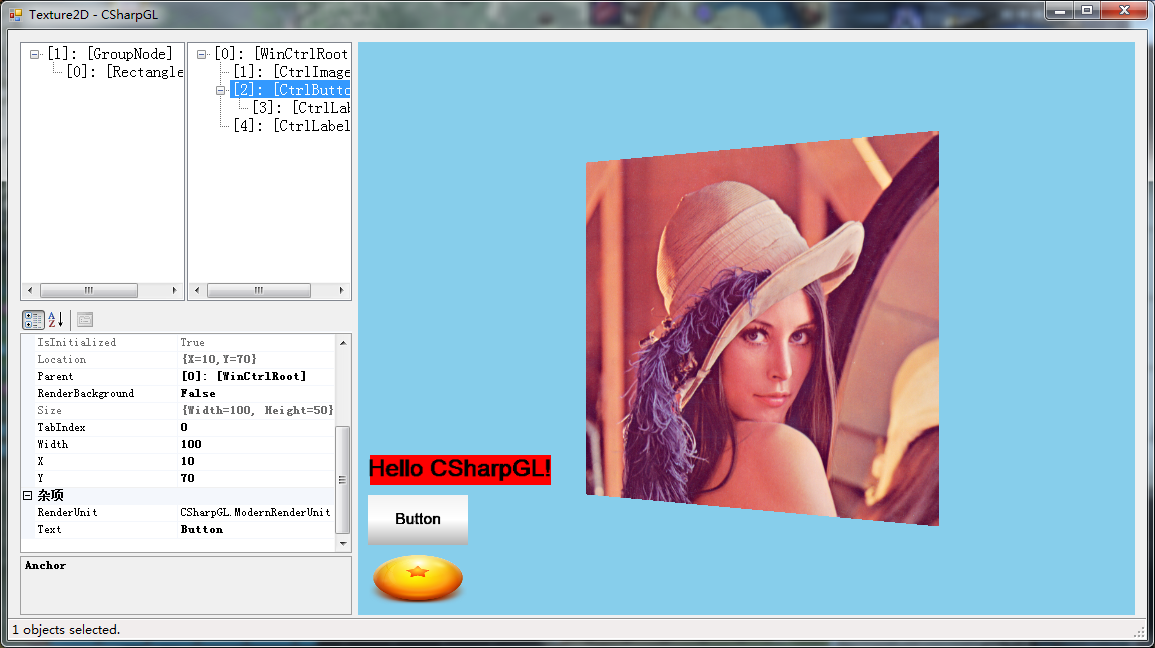 Texture2D - CSharpGL
[1]: [GroupNode]
[0]: [Rectangle
[0]: [WinCtrlRoot
[1]: [CtrlImage
[2]: [CtrlButto
[3]: [CtrlLab
[4]: [CtrlLabel
IsInitialized True
Location {X=10,Y=70}
Parent [0]: [WinCtrlRoot]
RenderBackground False
Size {Width=100, Height=50}
TabIndex 0
Width 100
X 10
Y 70
杂项
RenderUnit CSharpGL.ModernRenderUnit
Text Button
Anchor
1 objects selected.
Hello CSharpGL!
Button